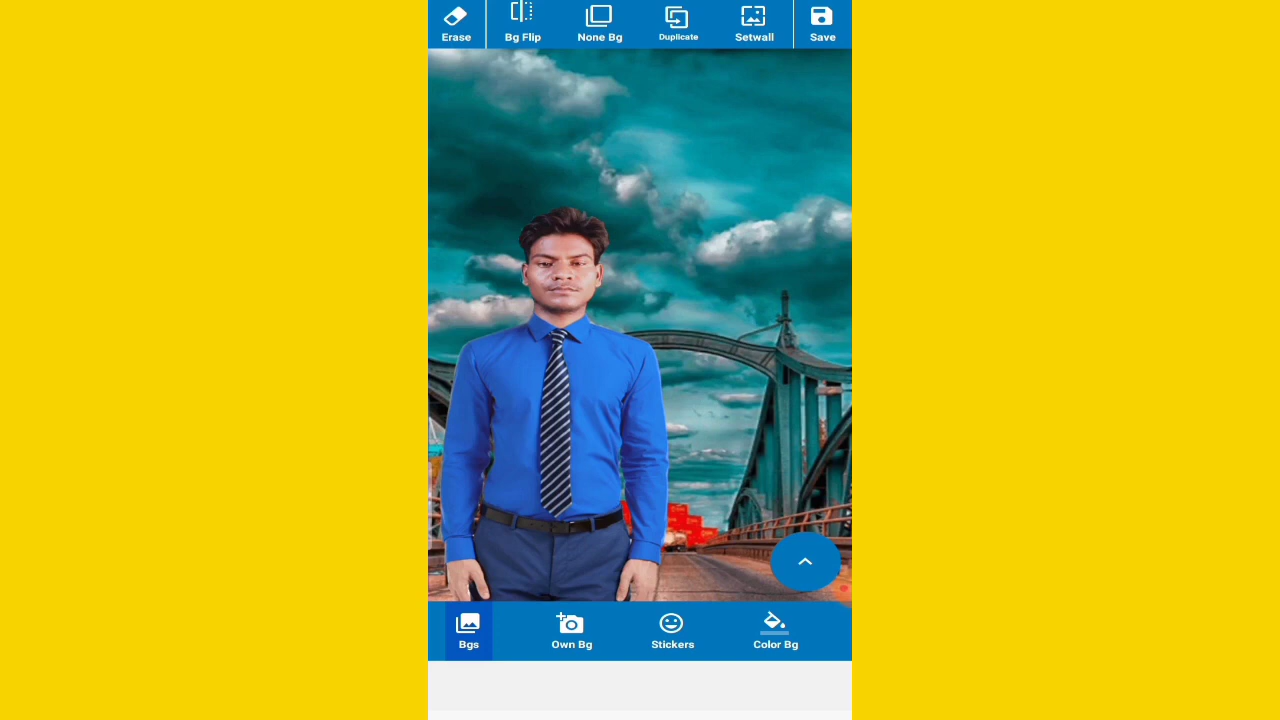 Erase
Bg Flip
None Bg
Duplicate
Setwall
Save
Bgs
Own Bg
Stickers
Color Bg